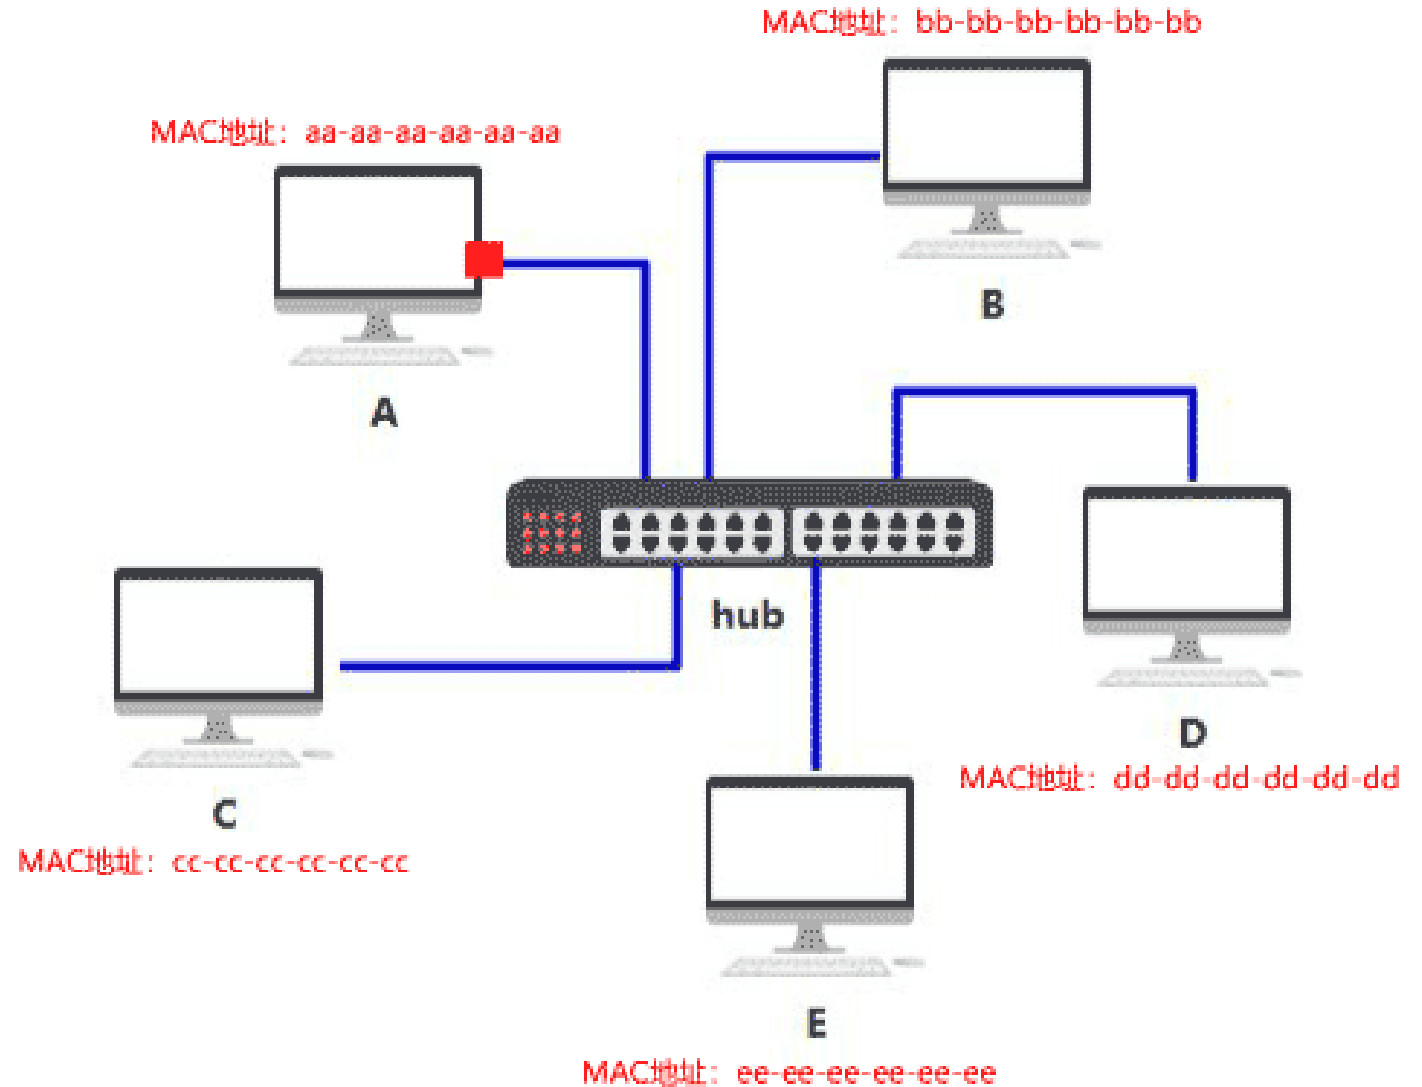 MAC地址：bb-bb-bb-bb-bb-bb
MAC地址：aa-aa-aa-aa-aa-aa
B
A
hub
D
MAC地址：dd-dd-dd-dd-dd-dd
C
MAC地址：cc-cc-cc-cc-cc-cc
E
MAC地址：ee-ee-ee-ee-ee-ee